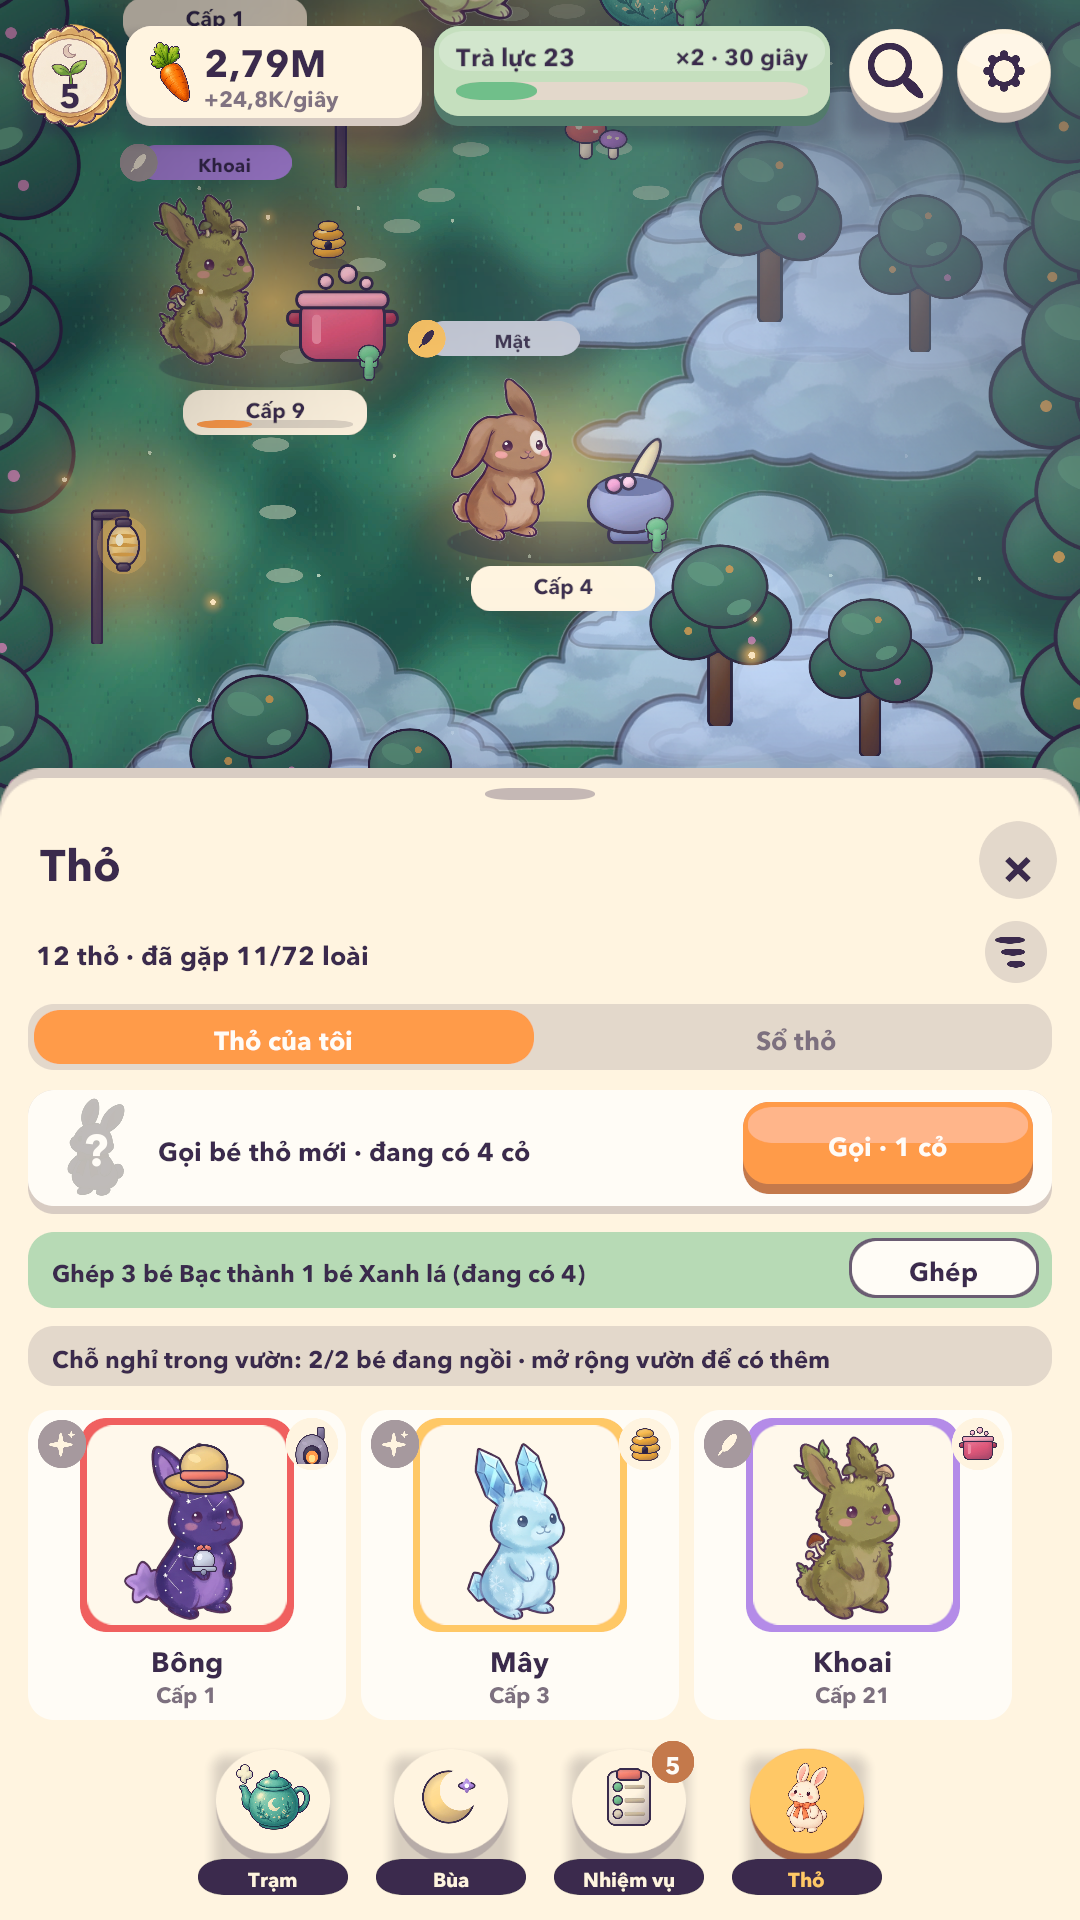 Cấp 1
5
2,79M
+24,8K/giây
Trà lực 23
×2 · 30 giây
Khoai
Cấp 9
Mật
Cấp 4
Thỏ
12 thỏ · đã gặp 11/72 loài
Thỏ của tôi
Sổ thỏ
?
Gọi bé thỏ mới · đang có 4 cỏ
Gọi · 1 cỏ
Ghép 3 bé Bạc thành 1 bé Xanh lá (đang có 4)
Ghép
Chỗ nghỉ trong vườn: 2/2 bé đang ngồi · mở rộng vườn để có thêm
Bông
Cấp 1
Mây
Cấp 3
Khoai
Cấp 21
5
Trạm
Bùa
Nhiệm vụ
Thỏ